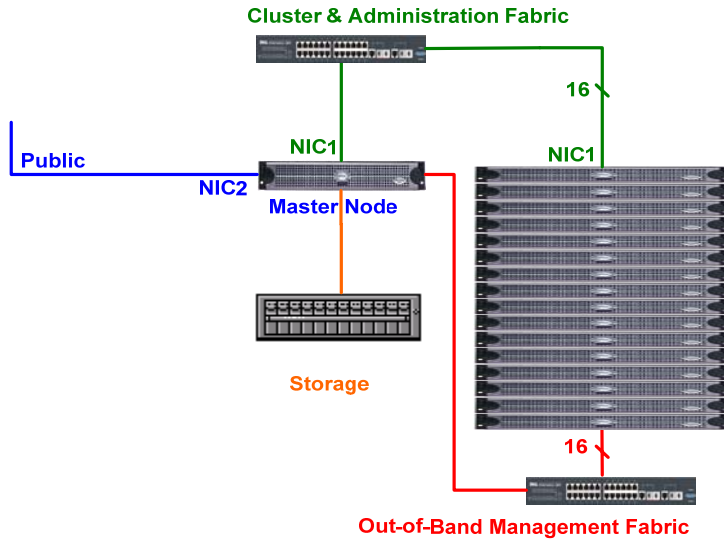 Cluster & Administration Fabric
16
NIC1
NIC1
Public
NIC2
Master Node
Storage
16
Out-of-Band Management Fabric